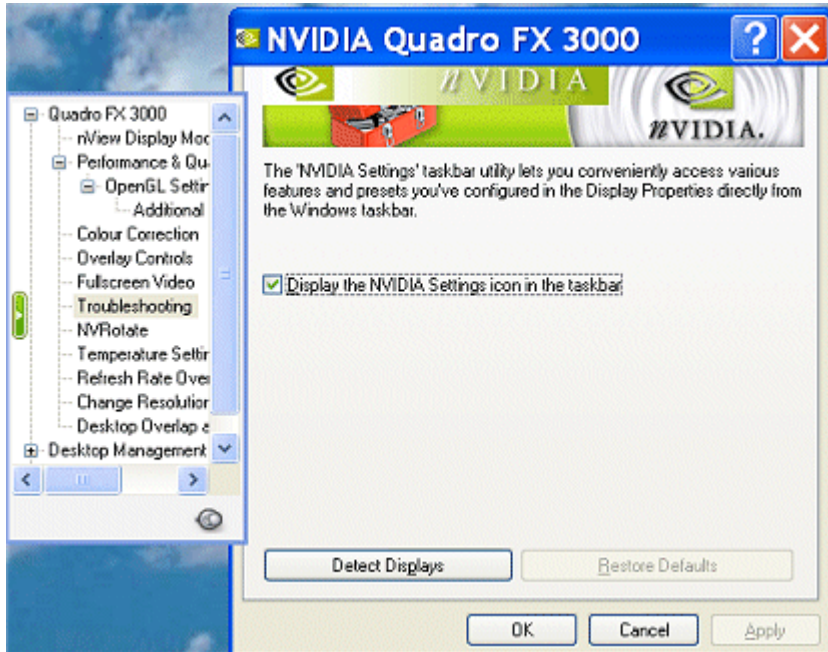 NVIDIA Quadro FX 3000
NVIDIA
NVIDIA.
Quadro FX 3000
nView Display Moc
Performance & Qu
OpenGL Settir
Additional
Colour Correction
Overlay Controls
Fullscreen Video
Troubleshooting
NVRotate
Temperature Settir
Refresh Rate Over
Change Resolution
Desktop Overlap a
Desktop Management
The 'NVIDIA Settings' taskbar utility lets you conveniently access various
features and presets you've configured in the Display Properties directly from
the Windows taskbar.
Display the NVIDIA Settings icon in the taskbar
Detect Displays
Restore Defaults
OK
Cancel
Apply